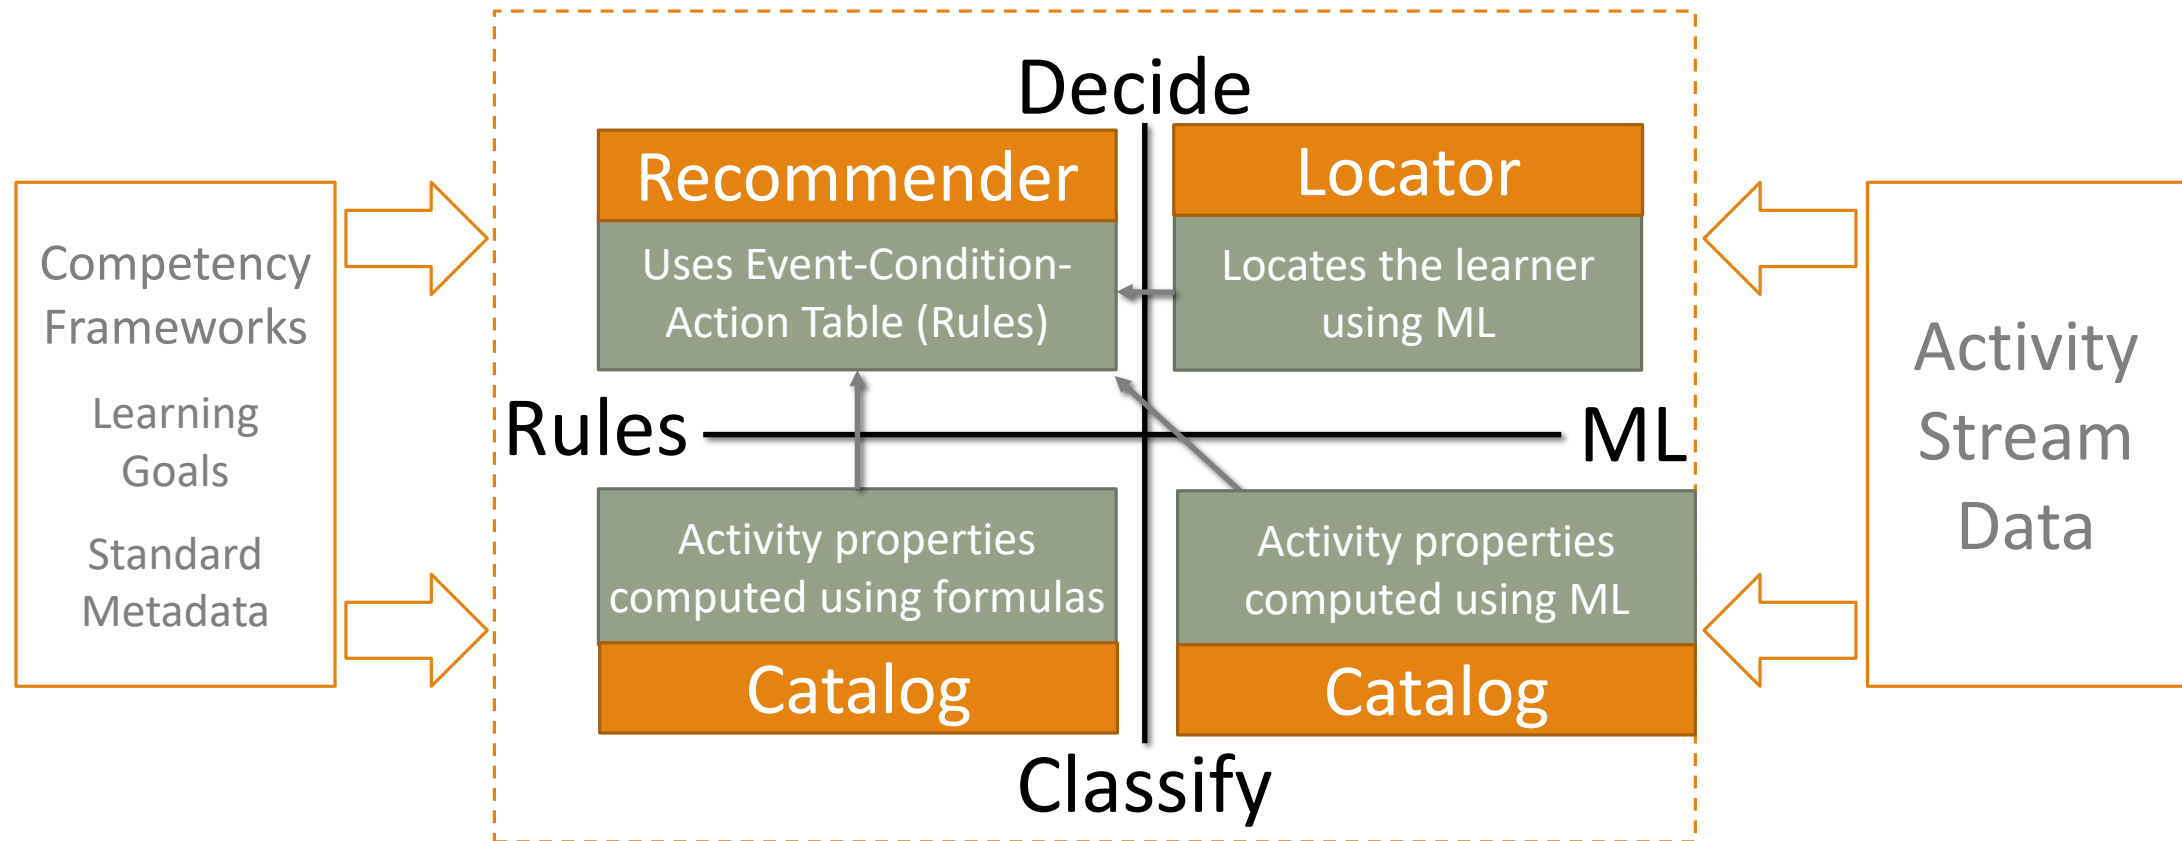 Decide
Recommender
Uses Event-Condition-
Action Table (Rules)
Locator
Locates the learner
using ML
Competency
Frameworks
Learning
Goals
Standard
Metadata
Rules
ML
Activity
Stream
Data
Activity properties
computed using formulas
Catalog
Activity properties
computed using ML
Catalog
Classify